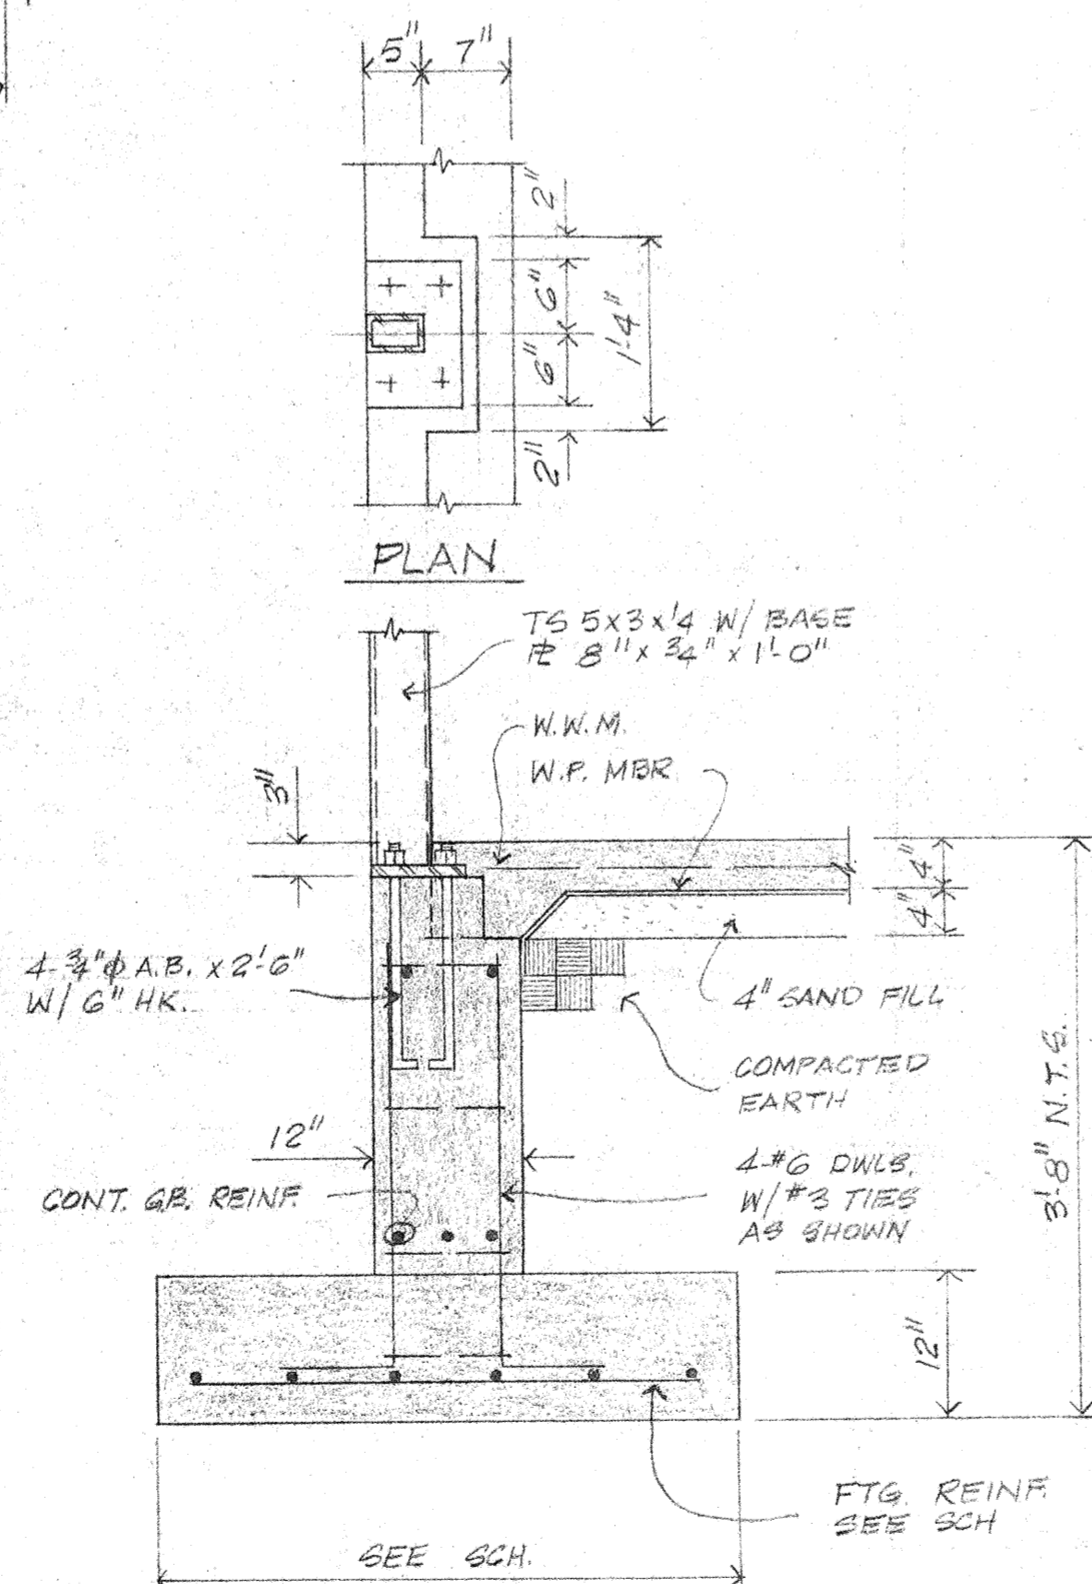 5" 7"
2"
6"
6"
2"
1'-4"
PLAN
TS 5x3x1/4 W/ BASE
PL 8" x 3/4" x 1'-0"
W.W.M.
W.P. MBR
3"
4"
4"
4-3/4"φ A.B. x 2'-6"
W/ 6" HK.
4" SAND FILL
COMPACTED
EARTH
12"
CONT. G.B. REINF.
4-#6 DWLS.
W/ #3 TIES
AS SHOWN
3'-8" N.T.S.
12"
FTG. REINF.
SEE SCH
SEE SCH.